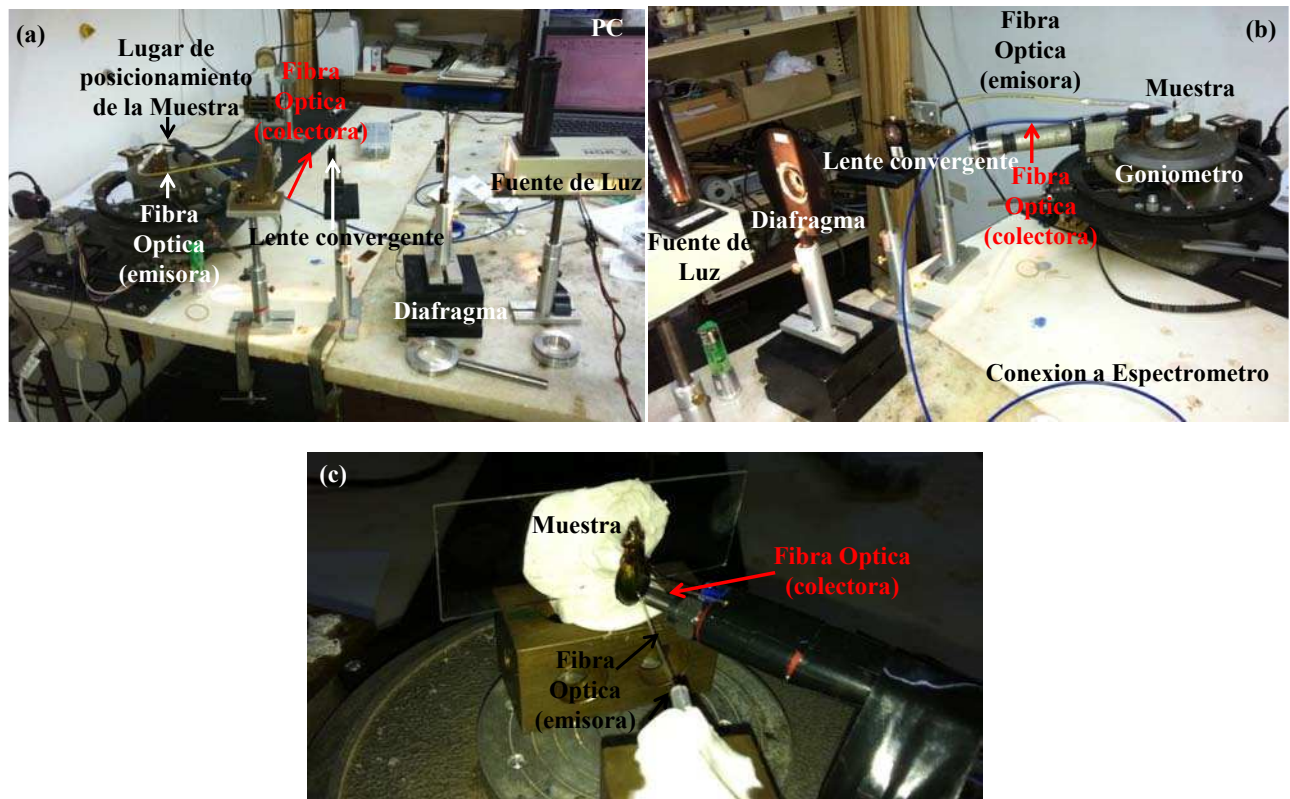 (a)
PC
Lugar de
posicionamiento
de la Muestra
Fibra
Optica
(colectora)
Fuente de Luz
Fibra
Optica
(emisora)
Lente convergente
Diafragma
(b)
Fibra
Optica
(emisora)
Muestra
Lente convergente
Goniometro
Fibra
Optica
(colectora)
Diafragma
Fuente de
Luz
Conexion a Espectrometro
(c)
Muestra
Fibra Optica
(colectora)
Fibra
Optica
(emisora)